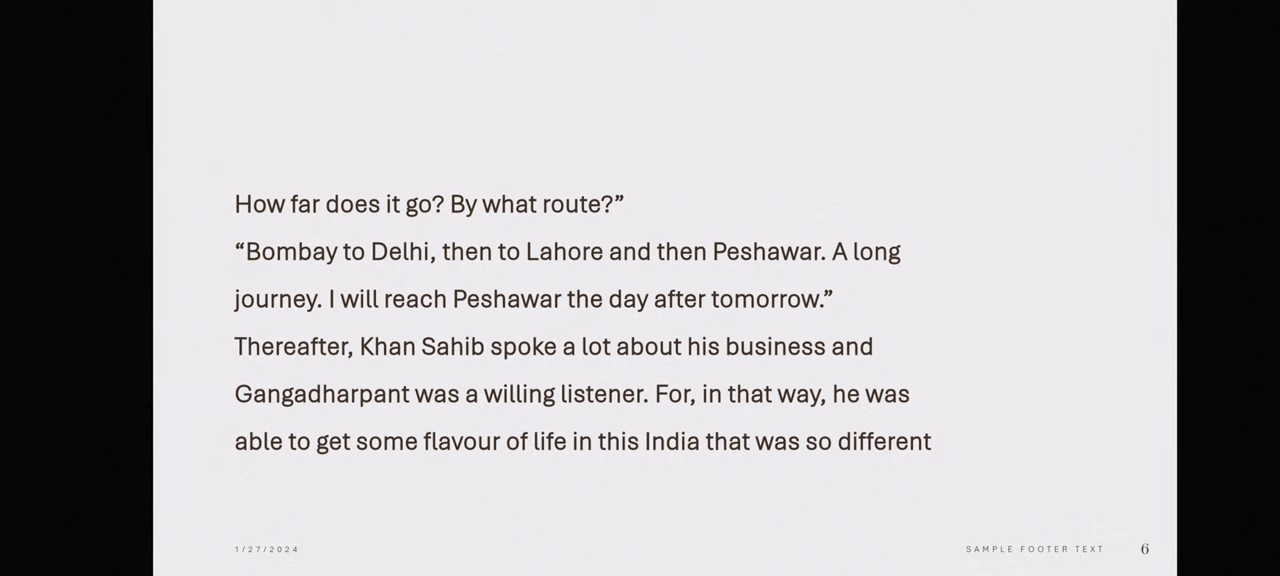 How far does it go? By what route?”
“Bombay to Delhi, then to Lahore and then Peshawar. A long
journey. I will reach Peshawar the day after tomorrow.”
Thereafter, Khan Sahib spoke a lot about his business and
Gangadharpant was a willing listener. For, in that way, he was
able to get some flavour of life in this India that was so different
1/27/2024
SAMPLE FOOTER TEXT
6